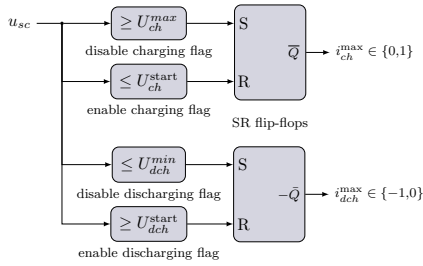 u_sc
≥ U_ch^max
disable charging flag
≤ U_ch^start
enable charging flag
S
R
Q̅
i_ch^max ∈ {0,1}
SR flip-flops
≤ U_dch^min
disable discharging flag
≥ U_dch^start
enable discharging flag
S
R
-Q̄
i_dch^max ∈ {-1,0}